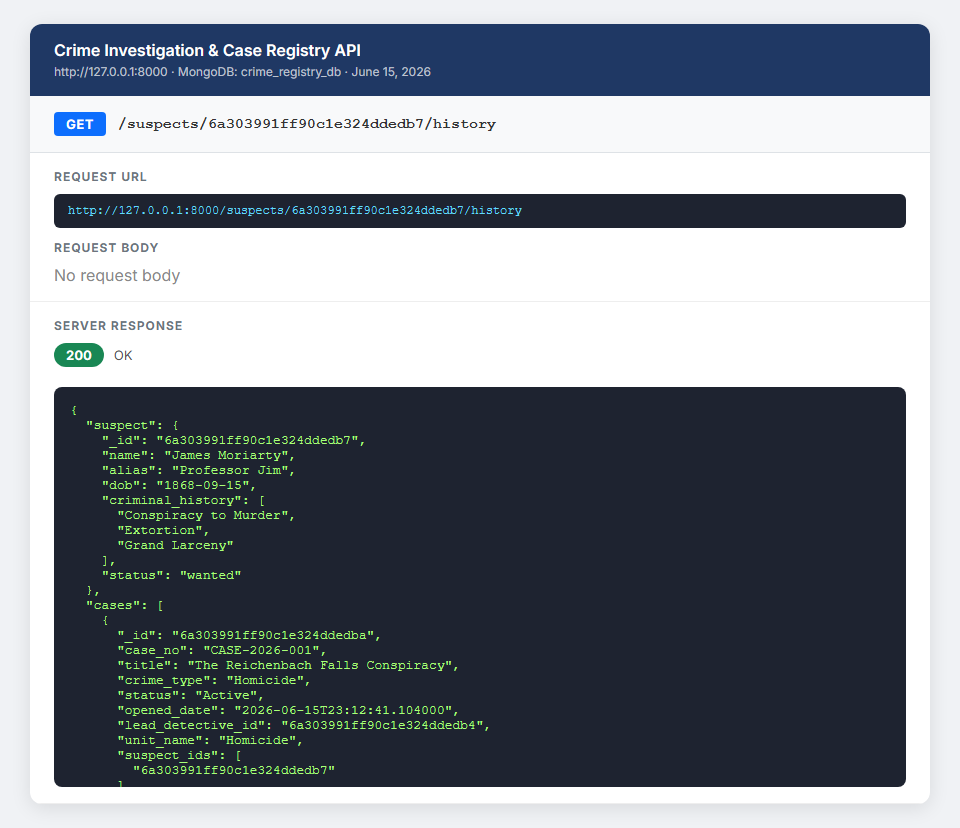 Crime Investigation & Case Registry API
http://127.0.0.1:8000 · MongoDB: crime_registry_db · June 15, 2026
GET /suspects/6a303991ff90c1e324ddedb7/history
REQUEST URL
http://127.0.0.1:8000/suspects/6a303991ff90c1e324ddedb7/history
REQUEST BODY
No request body
SERVER RESPONSE
200 OK
{
  "suspect": {
    "_id": "6a303991ff90c1e324ddedb7",
    "name": "James Moriarty",
    "alias": "Professor Jim",
    "dob": "1868-09-15",
    "criminal_history": [
      "Conspiracy to Murder",
      "Extortion",
      "Grand Larceny"
    ],
    "status": "wanted"
  },
  "cases": [
    {
      "_id": "6a303991ff90c1e324ddedba",
      "case_no": "CASE-2026-001",
      "title": "The Reichenbach Falls Conspiracy",
      "crime_type": "Homicide",
      "status": "Active",
      "opened_date": "2026-06-15T23:12:41.104000",
      "lead_detective_id": "6a303991ff90c1e324ddedb4",
      "unit_name": "Homicide",
      "suspect_ids": [
        "6a303991ff90c1e324ddedb7"
      ]